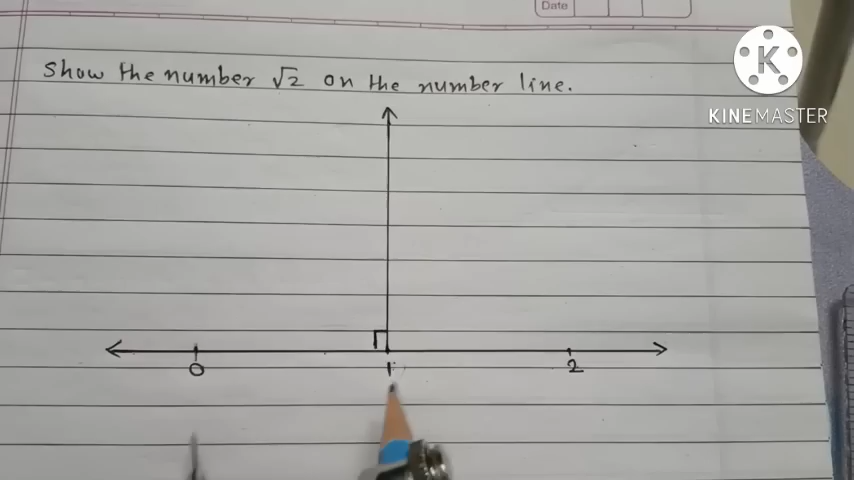 Date
K
KINEMASTER
Show the number √2 on the number line.
0 1 2